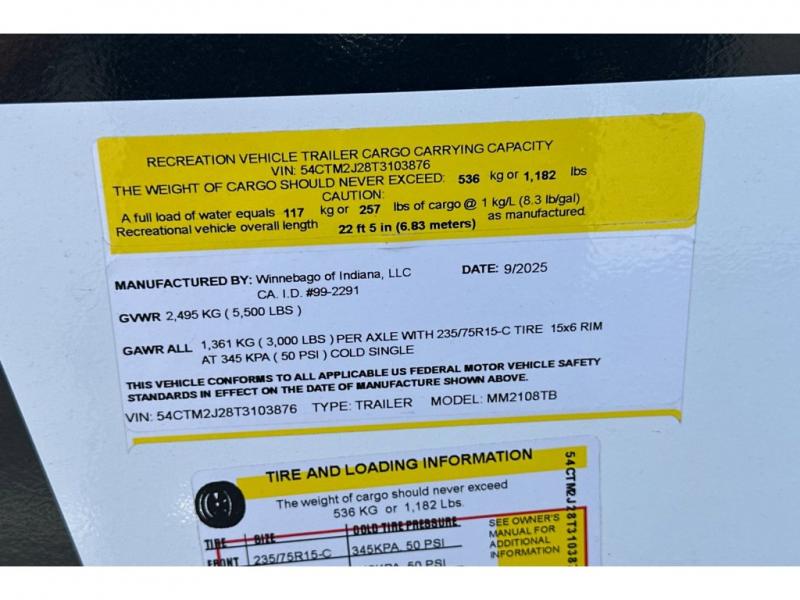 RECREATION VEHICLE TRAILER CARGO CARRYING CAPACITY
VIN: 54CTM2J28T3103876
THE WEIGHT OF CARGO SHOULD NEVER EXCEED: 536 kg or 1,182 lbs
CAUTION:
A full load of water equals 117 kg or 257 lbs of cargo @ 1 kg/L (8.3 lb/gal)
Recreational vehicle overall length 22 ft 5 in (6.83 meters) as manufactured.
MANUFACTURED BY: Winnebago of Indiana, LLC DATE: 9/2025
CA. I.D. #99-2291
GVWR 2,495 KG ( 5,500 LBS )
GAWR ALL 1,361 KG ( 3,000 LBS ) PER AXLE WITH 235/75R15-C TIRE 15x6 RIM
AT 345 KPA ( 50 PSI ) COLD SINGLE
THIS VEHICLE CONFORMS TO ALL APPLICABLE US FEDERAL MOTOR VEHICLE SAFETY
STANDARDS IN EFFECT ON THE DATE OF MANUFACTURE SHOWN ABOVE.
VIN: 54CTM2J28T3103876 TYPE: TRAILER MODEL: MM2108TB
TIRE AND LOADING INFORMATION
The weight of cargo should never exceed
536 KG or 1,182 Lbs.
TIRE SIZE COLD TIRE PRESSURE
FRONT 235/75R15-C 345KPA, 50 PSI
345KPA, 50 PSI
SEE OWNER'S
MANUAL FOR
ADDITIONAL
INFORMATION
54CTM2J28T310387